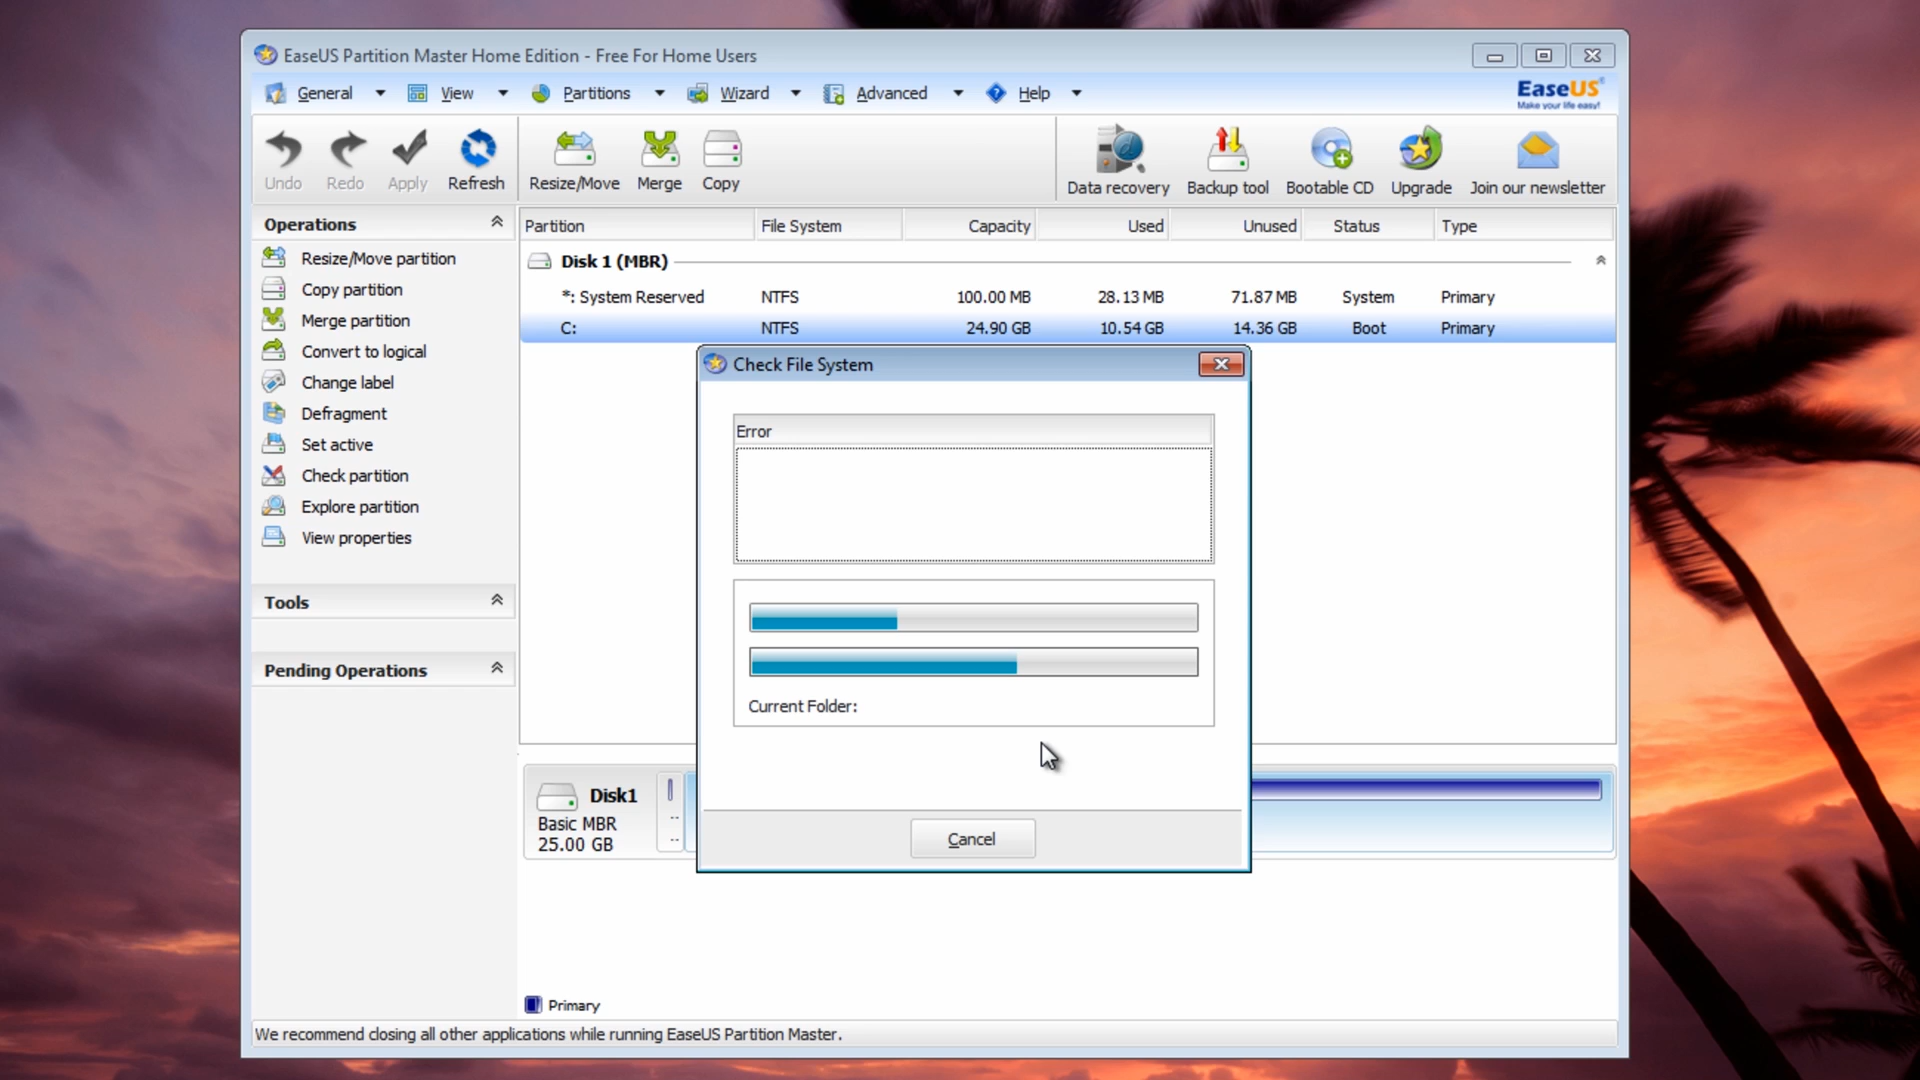 EaseUS Partition Master Home Edition - Free For Home Users
General View Partitions Wizard Advanced Help
EaseUS
Make your life easy!
Undo Redo Apply Refresh Resize/Move Merge Copy Data recovery Backup tool Bootable CD Upgrade Join our newsletter
Operations
Resize/Move partition
Copy partition
Merge partition
Convert to logical
Change label
Defragment
Set active
Check partition
Explore partition
View properties
Tools
Pending Operations
Partition File System Capacity Used Unused Status Type
Disk 1 (MBR)
*: System Reserved NTFS 100.00 MB 28.13 MB 71.87 MB System Primary
C: NTFS 24.90 GB 10.54 GB 14.36 GB Boot Primary
Check File System
Error
Current Folder:
Cancel
Disk1
Basic MBR
25.00 GB
--
--
Primary
We recommend closing all other applications while running EaseUS Partition Master.